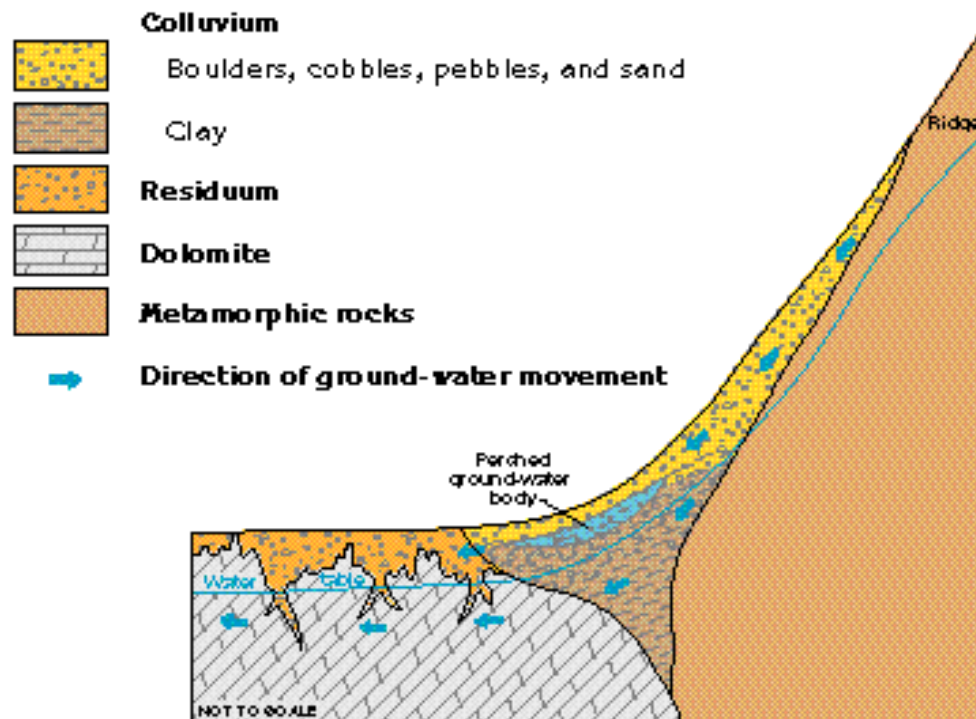 Colluvium
Boulders, cobbles, pebbles, and sand
Clay
Residuum
Dolomite
Metamorphic rocks
Direction of ground-water movement
Ridge
Perched
ground-water
body
Water table
NOT TO SCALE